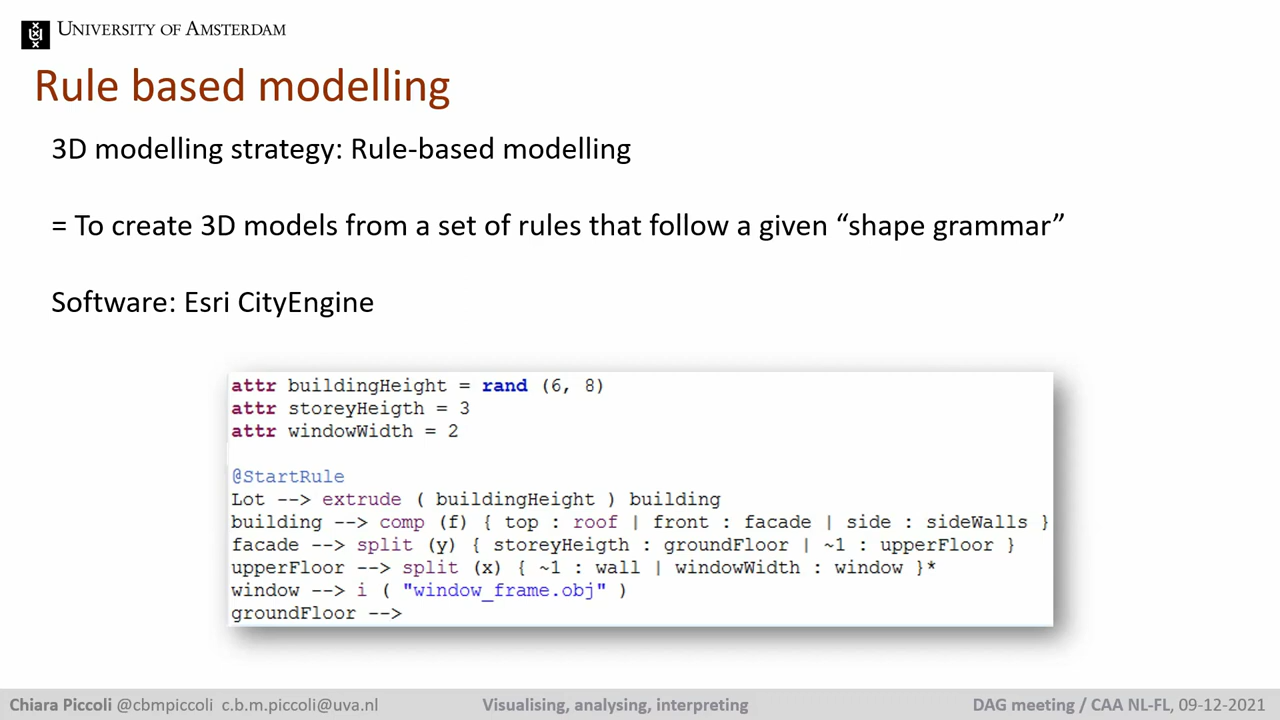 UNIVERSITY OF AMSTERDAM
Rule based modelling
3D modelling strategy: Rule-based modelling
= To create 3D models from a set of rules that follow a given “shape grammar”
Software: Esri CityEngine
attr buildingHeight = rand (6, 8)
attr storeyHeigth = 3
attr windowWidth = 2
@StartRule
Lot --> extrude ( buildingHeight ) building
building --> comp (f) { top : roof | front : facade | side : sideWalls }
facade --> split (y) { storeyHeigth : groundFloor | ~1 : upperFloor }
upperFloor --> split (x) { ~1 : wall | windowWidth : window }*
window --> i ( "window_frame.obj" )
groundFloor -->
Chiara Piccoli @cbmpiccoli c.b.m.piccoli@uva.nl Visualising, analysing, interpreting DAG meeting / CAA NL-FL, 09-12-2021